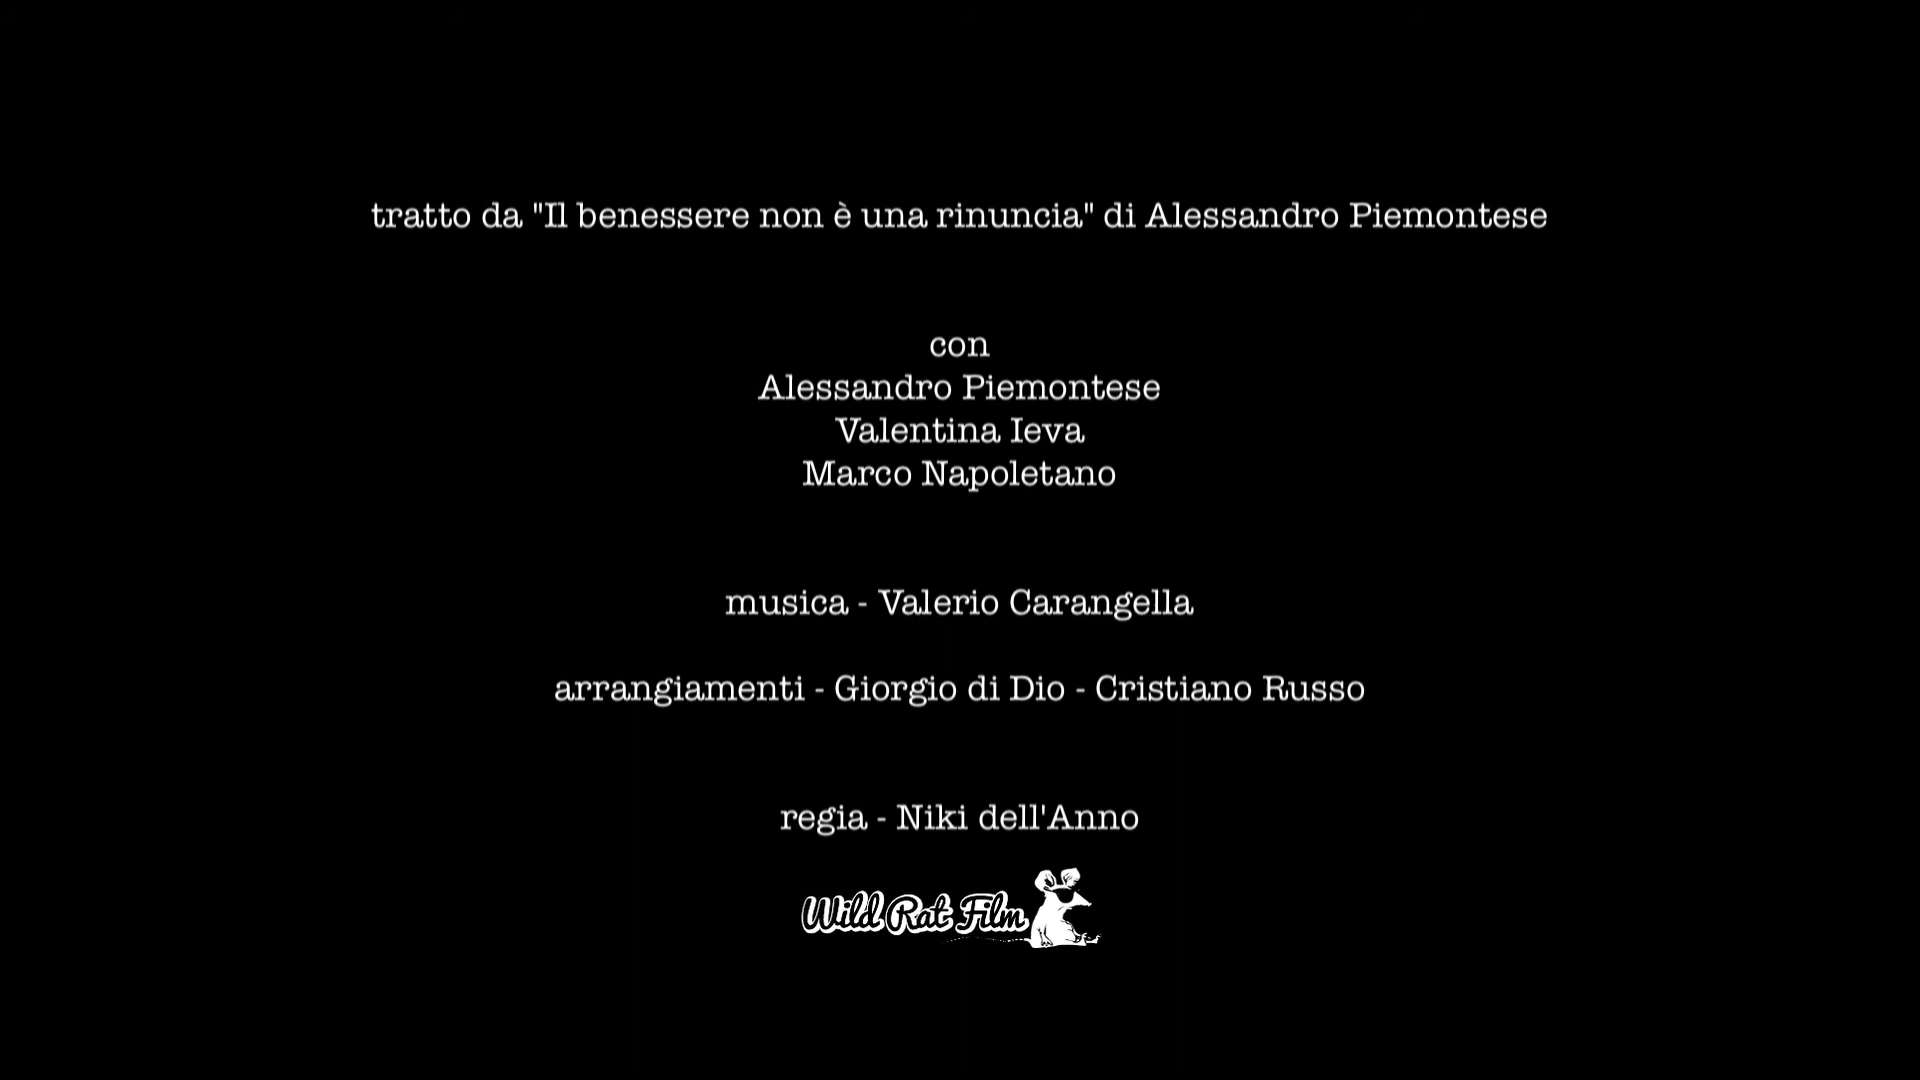 tratto da "Il benessere non è una rinuncia" di Alessandro Piemontese
con
Alessandro Piemontese
Valentina Ieva
Marco Napoletano
musica - Valerio Carangella
arrangiamenti - Giorgio di Dio - Cristiano Russo
regia - Niki dell'Anno
Wild Rat Film